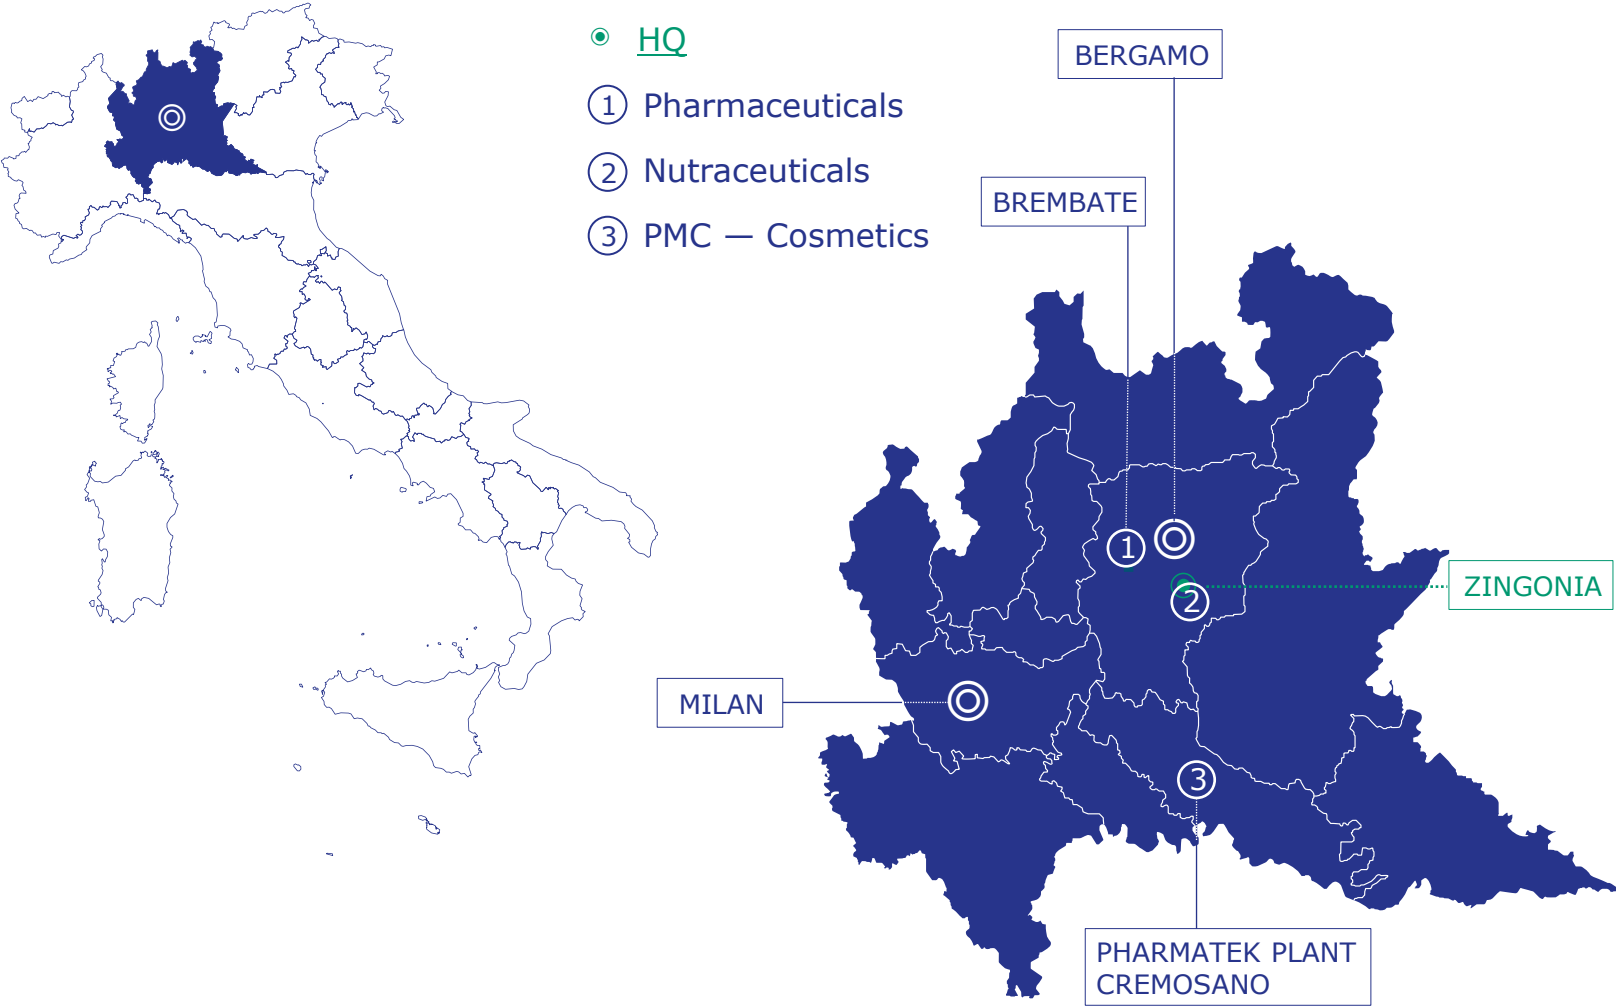 HQ
1 Pharmaceuticals
2 Nutraceuticals
3 PMC — Cosmetics
BERGAMO
BREMBATE
1
2
ZINGONIA
MILAN
3
PHARMATEK PLANT
CREMOSANO